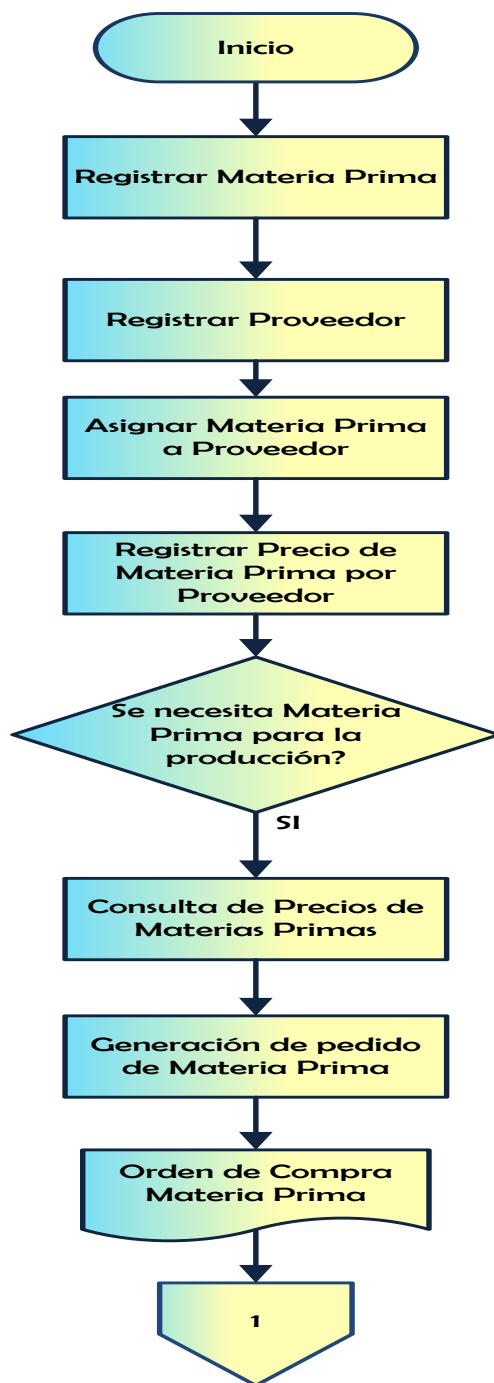 Inicio
Registrar Materia Prima
Registrar Proveedor
Asignar Materia Prima
a Proveedor
Registrar Precio de
Materia Prima por
Proveedor
Se necesita Materia
Prima para la
producción?
SI
Consulta de Precios de
Materias Primas
Generación de pedido
de Materia Prima
Orden de Compra
Materia Prima
1